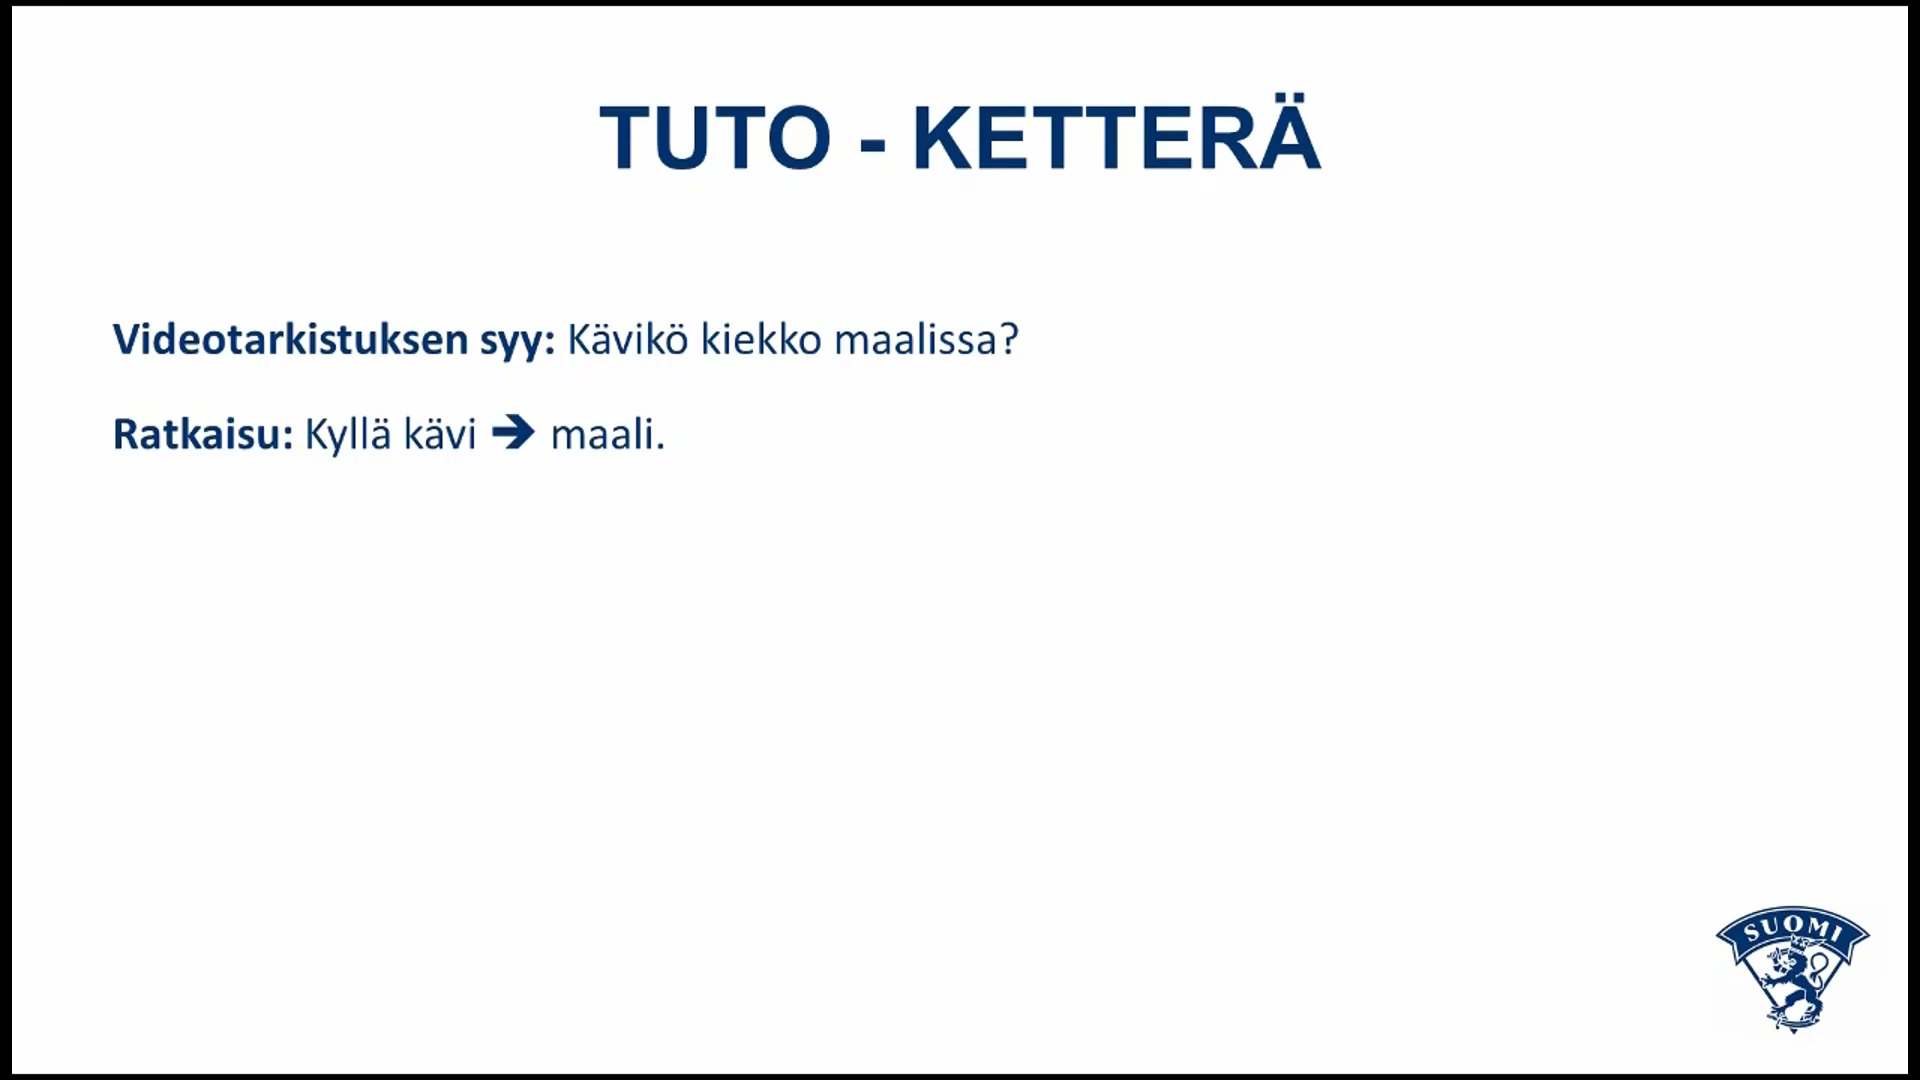 TUTO - KETTERÄ
Videotarkistuksen syy: Kävikö kiekko maalissa?
Ratkaisu: Kyllä kävi ➔ maali.
SUOMI